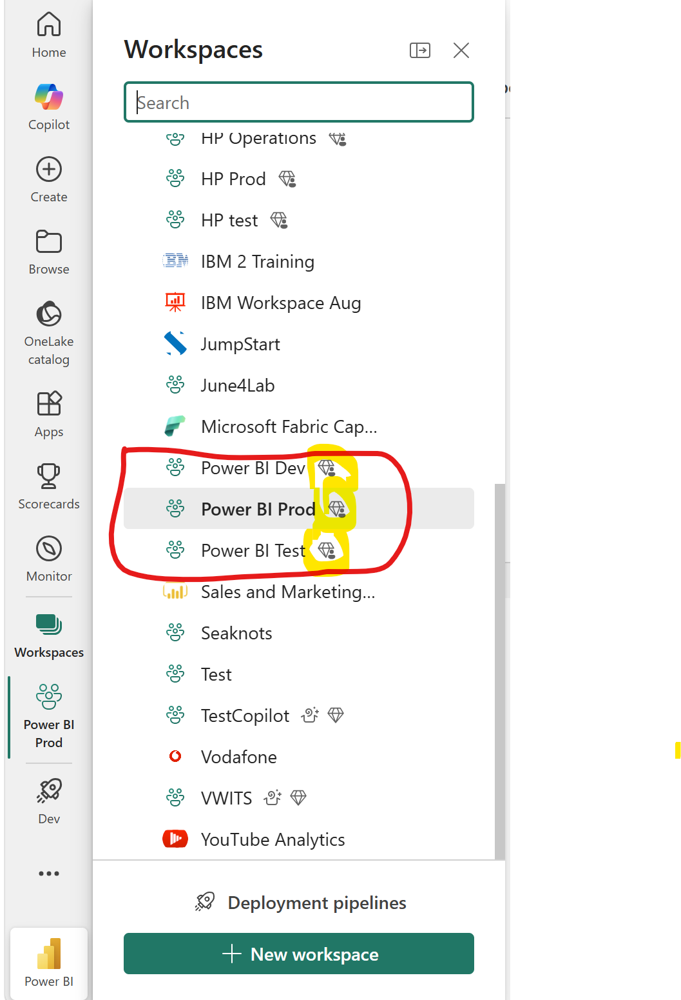 Home
Copilot
Create
Browse
OneLake
catalog
Apps
Scorecards
Monitor
Workspaces
Power BI
Prod
Dev
Power BI
Workspaces
Search
HP Operations
HP Prod
HP test
IBM
IBM 2 Training
IBM Workspace Aug
JumpStart
June4Lab
Microsoft Fabric Cap...
Power BI Dev
Power BI Prod
Power BI Test
Sales and Marketing...
Seaknots
Test
TestCopilot
Vodafone
VWITS
YouTube Analytics
Deployment pipelines
New workspace